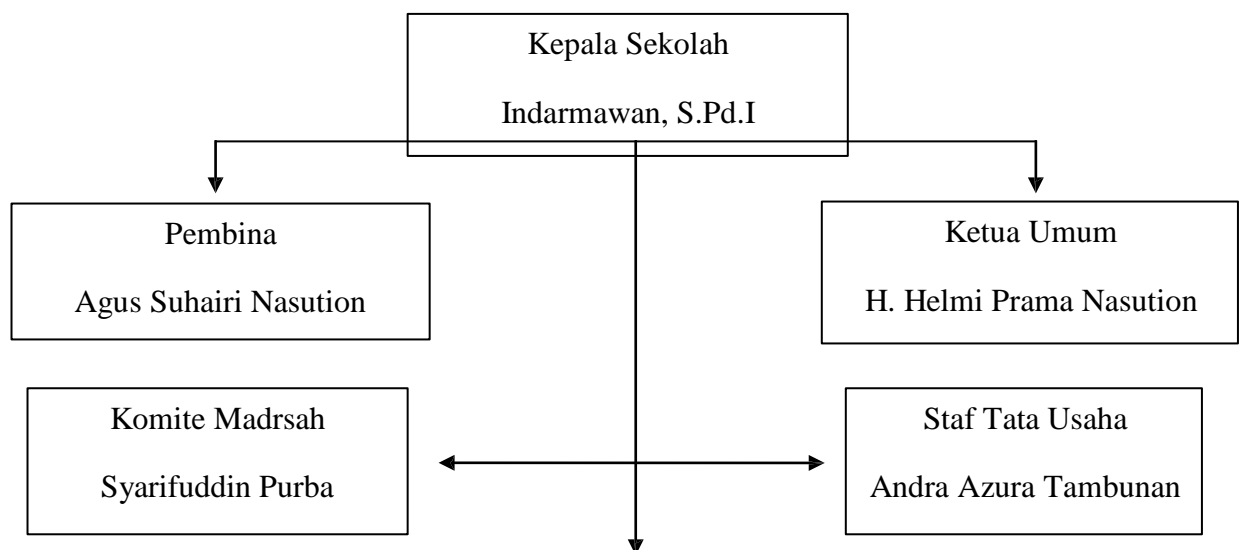 Kepala Sekolah
Indarmawan, S.Pd.I
Pembina
Agus Suhairi Nasution
Ketua Umum
H. Helmi Prama Nasution
Komite Madrsah
Syarifuddin Purba
Staf Tata Usaha
Andra Azura Tambunan